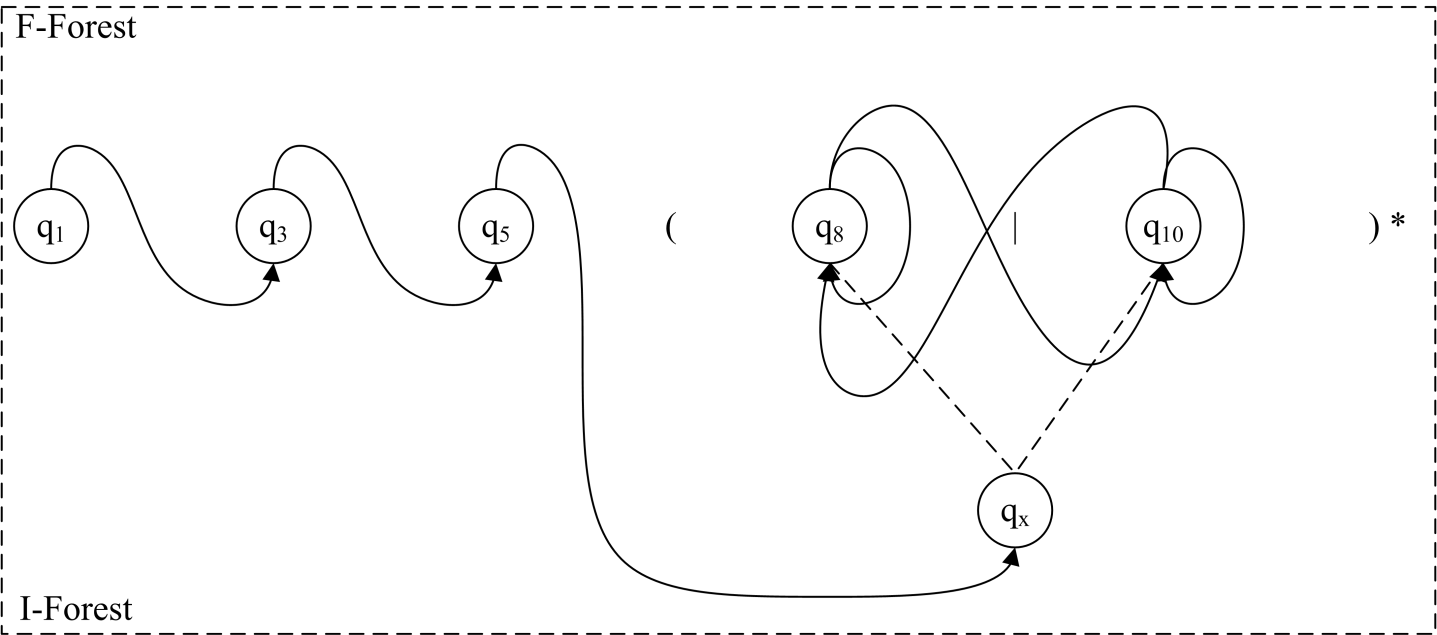 F-Forest
q₁ q₃ q₅ ( q₈ | q₁₀ ) *
qₓ
I-Forest